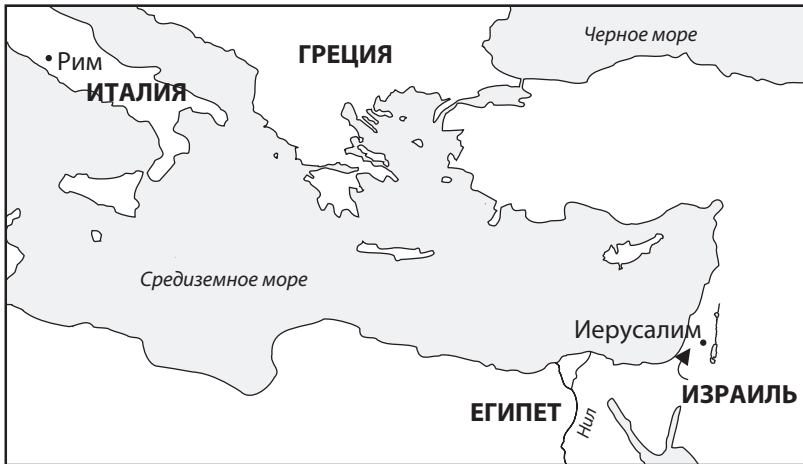 Черное море
ГРЕЦИЯ
Рим
ИТАЛИЯ
Средиземное море
Иерусалим
ИЗРАИЛЬ
ЕГИПЕТ
Нил